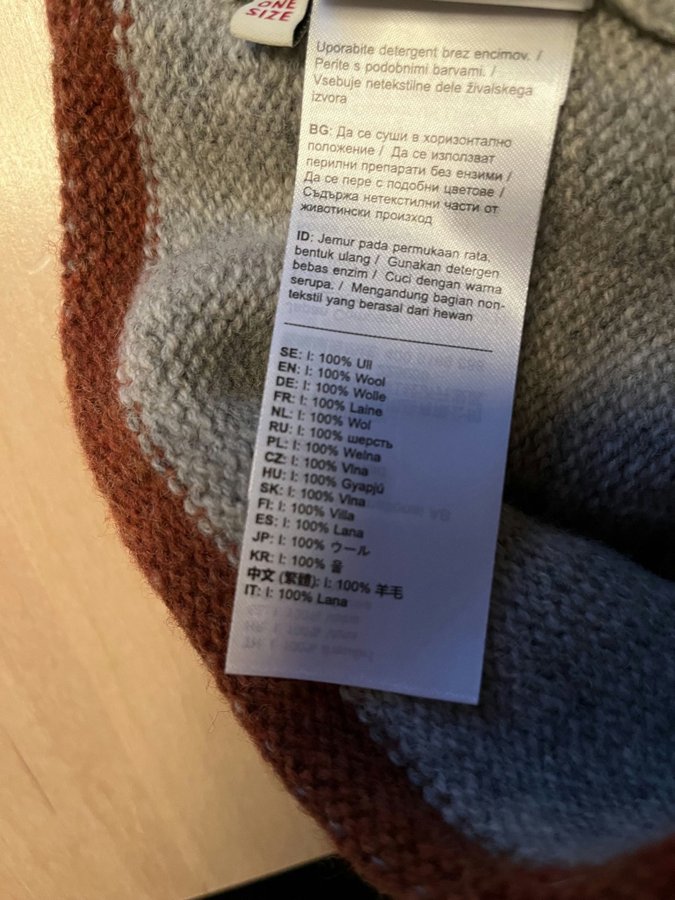 ONE
SIZE
Uporabite detergent brez encimov. /
Perite s podobnimi barvami. /
Vsebuje netekstilne dele živalskega
izvora
BG: Да се суши в хоризонтално
положение / Да се използват
перилни препарати без ензими /
Да се пере с подобни цветове /
Съдържа нетекстилни части от
животински произход
ID: Jemur pada permukaan rata,
bentuk ulang / Gunakan detergen
bebas enzim / Cuci dengan warna
serupa. / Mengandung bagian non-
tekstil yang berasal dari hewan
SE: I: 100% Ull
EN: I: 100% Wool
DE: I: 100% Wolle
FR: I: 100% Laine
NL: I: 100% Wol
RU: I: 100% шерсть
PL: I: 100% Wełna
CZ: I: 100% Vlna
HU: I: 100% Gyapjú
SK: I: 100% Vlna
FI: I: 100% Villa
ES: I: 100% Lana
JP: I: 100% ウール
KR: I: 100% 울
中文 (繁體): I: 100% 羊毛
IT: I: 100% Lana